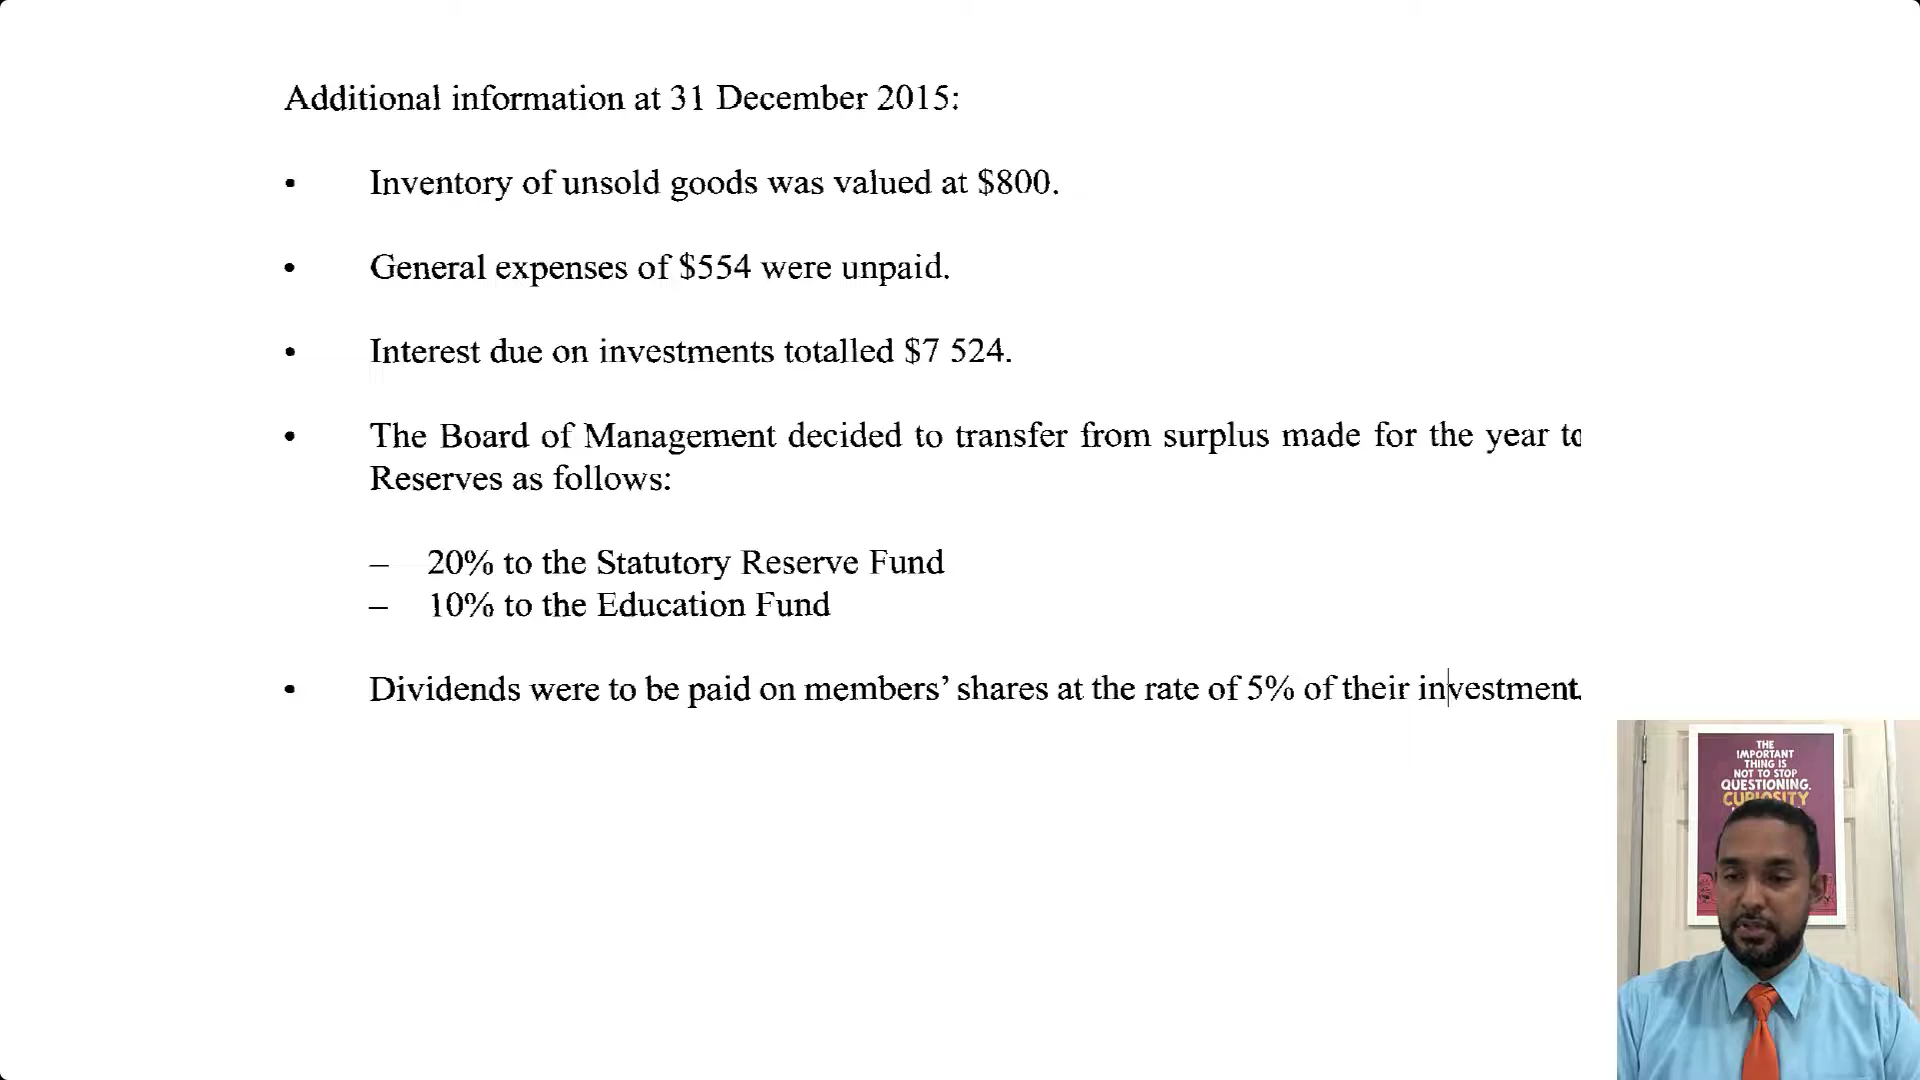 Additional information at 31 December 2015:
• Inventory of unsold goods was valued at $800.
• General expenses of $554 were unpaid.
• Interest due on investments totalled $7 524.
• The Board of Management decided to transfer from surplus made for the year to
Reserves as follows:
– 20% to the Statutory Reserve Fund
– 10% to the Education Fund
• Dividends were to be paid on members’ shares at the rate of 5% of their investment.
THE
IMPORTANT
THING IS
NOT TO STOP
QUESTIONING.
CURIOSITY